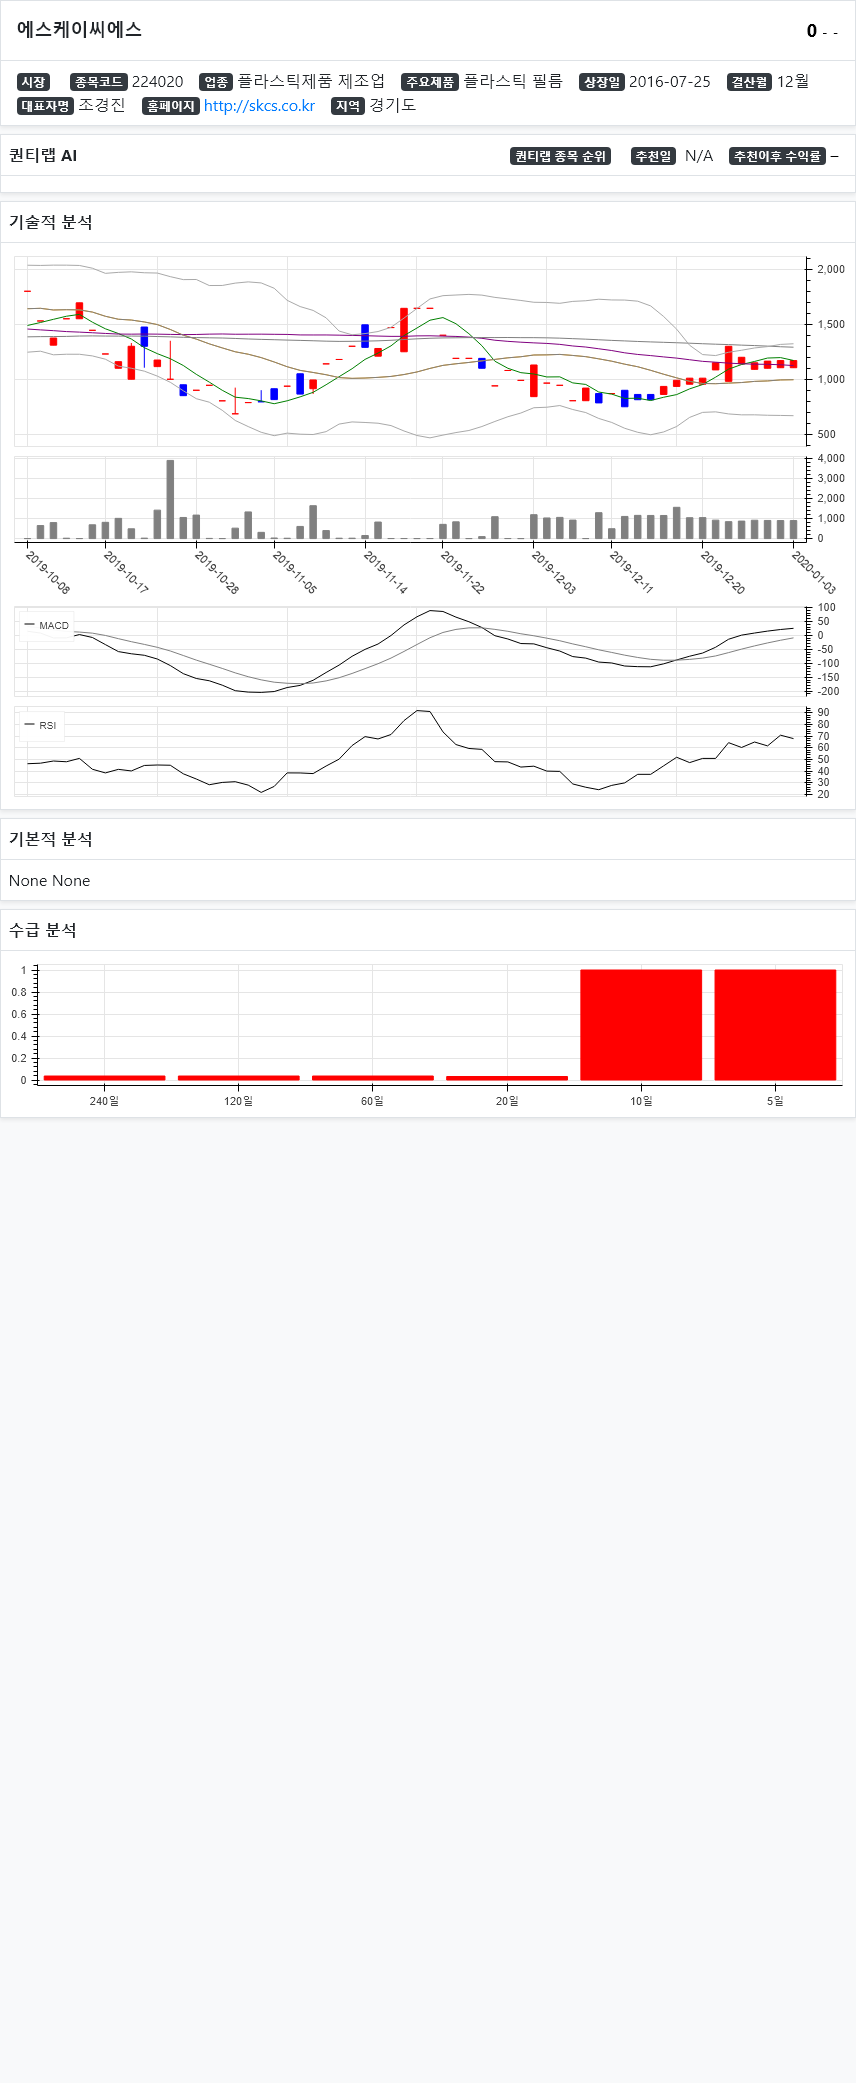 에스케이씨에스 0 - -
시장 종목코드 224020 업종 플라스틱제품 제조업 주요제품 플라스틱 필름 상장일 2016-07-25 결산월 12월
대표자명 조경진 홈페이지 http://skcs.co.kr 지역 경기도
퀀티랩 AI 퀀티랩 종목 순위 추천일 N/A 추천이후 수익률 –
기술적 분석
2,000
1,500
1,000
500
4,000
3,000
2,000
1,000
0
2019-10-08 2019-10-17 2019-10-28 2019-11-05 2019-11-14 2019-11-22 2019-12-03 2019-12-11 2019-12-20 2020-01-03
MACD
100
50
0
-50
-100
-150
-200
RSI
90
80
70
60
50
40
30
20
기본적 분석
None None
수급 분석
1
0.8
0.6
0.4
0.2
0
240일 120일 60일 20일 10일 5일